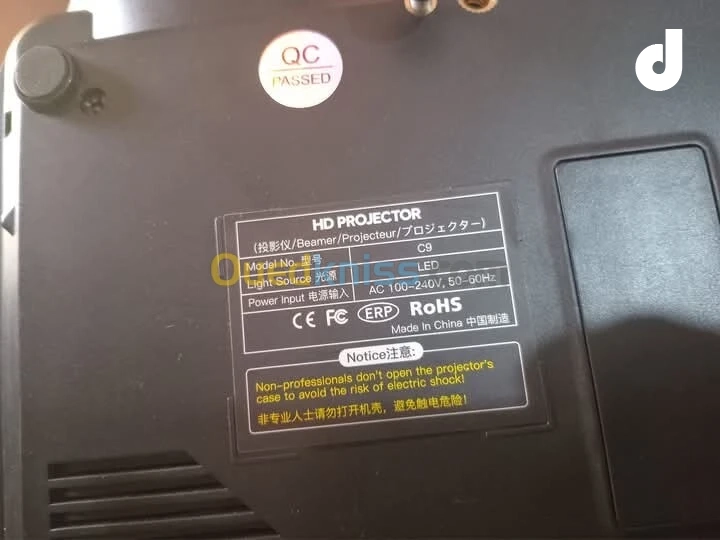 QC
PASSED
d
HD PROJECTOR
(投影仪/Beamer/Projecteur/プロジェクター)
Model No. 型号 C9
Light Source 光源 LED
Power Input 电源输入 AC 100-240V, 50-60Hz
CE FC ERP RoHS
Made In China 中国制造
Notice注意:
Non-professionals don't open the projector's
case to avoid the risk of electric shock!
非专业人士请勿打开机壳，避免触电危险！